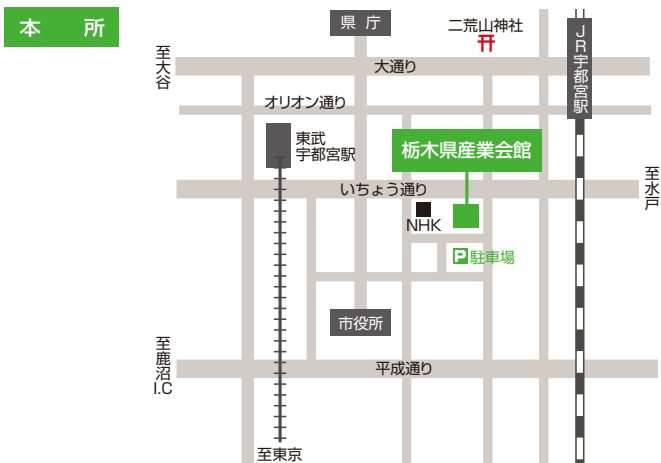 本 所
県 庁
二荒山神社
JR宇都宮駅
至大谷
大通り
オリオン通り
東武
宇都宮駅
栃木県産業会館
いちょう通り
至水戸
NHK
P駐車場
市役所
至鹿沼I.C
平成通り
至東京